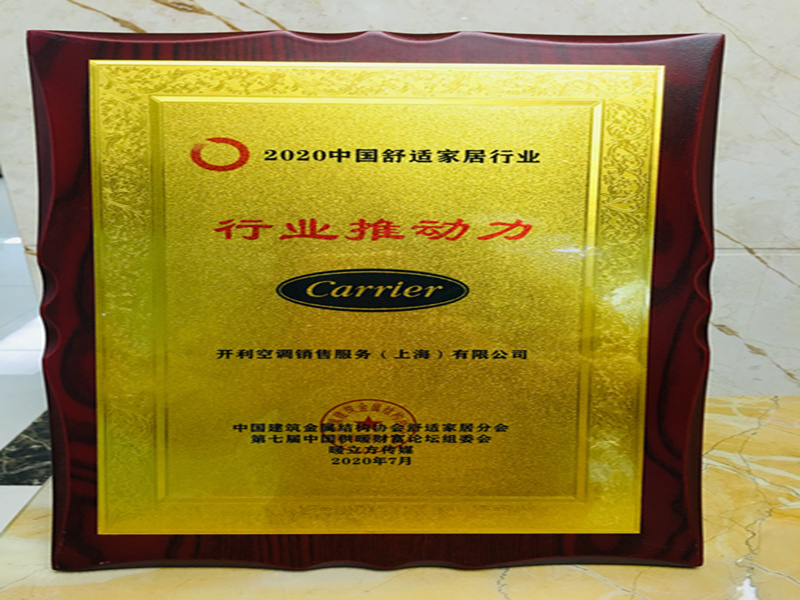 2020中国舒适家居行业
行业推动力
Carrier
开利空调销售服务（上海）有限公司
中国建筑金属结构协会舒适家居分会
第七届中国供暖财富论坛组委会
暖立方传媒
2020年7月